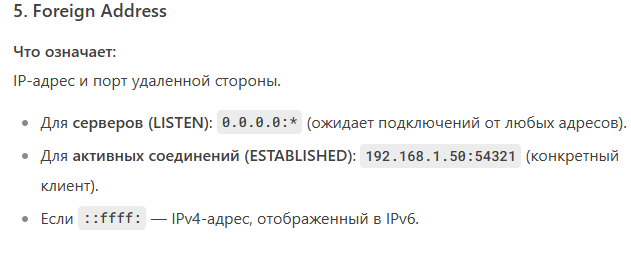 5. Foreign Address
Что означает:
IP-адрес и порт удаленной стороны.
• Для серверов (LISTEN): 0.0.0.0:* (ожидает подключений от любых адресов).
• Для активных соединений (ESTABLISHED): 192.168.1.50:54321 (конкретный
клиент).
• Если ::ffff: — IPv4-адрес, отображенный в IPv6.